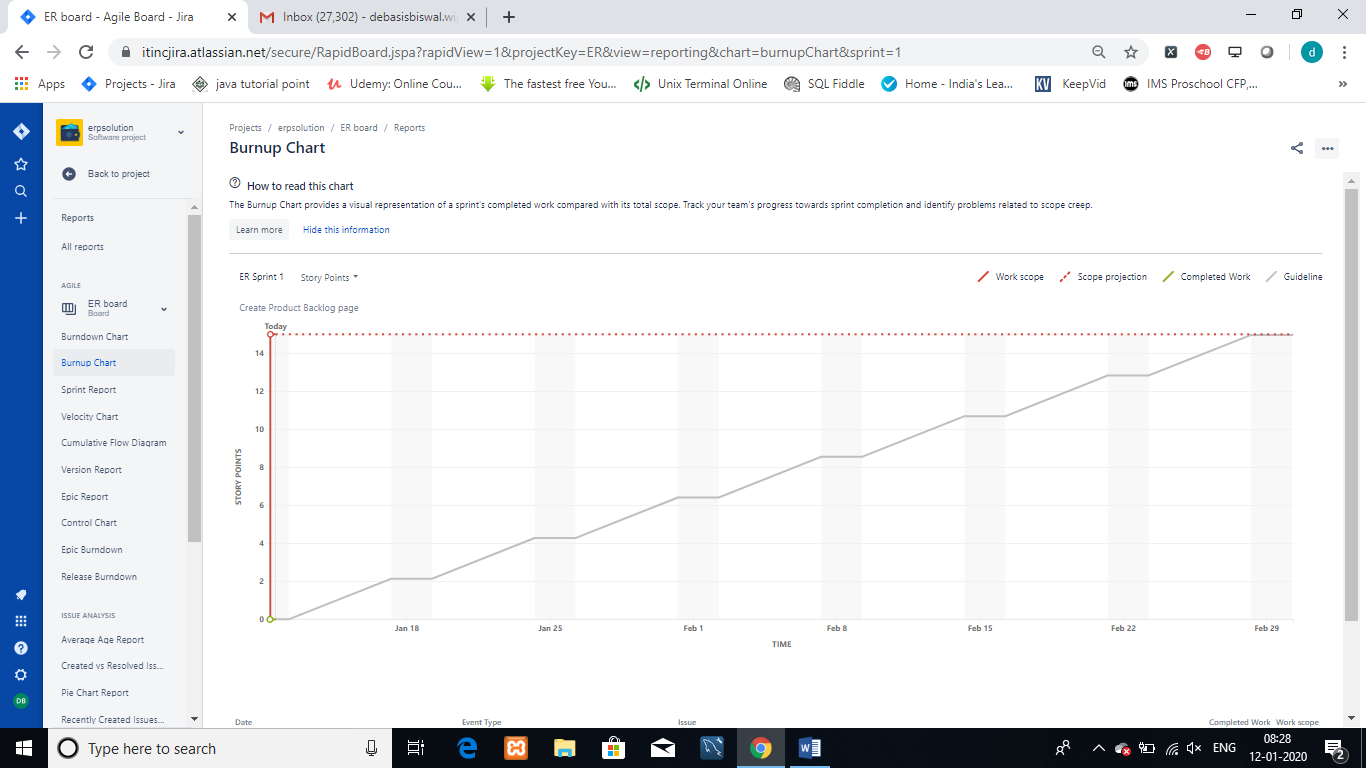 ER board - Agile Board - Jira
Inbox (27,302) - debasisbiswal.wi
itincjira.atlassian.net/secure/RapidBoard.jspa?rapidView=1&projectKey=ER&view=reporting&chart=burnupChart&sprint=1
d
Apps
Projects - Jira
java tutorial point
Udemy: Online Cou...
The fastest free You...
Unix Terminal Online
SQL Fiddle
Home - India's Lea...
KV KeepVid
ims IMS Proschool CFP,...
»
erpsolution
Software project
Back to project
Reports
All reports
AGILE
ER board
Board
Burndown Chart
Burnup Chart
Sprint Report
Velocity Chart
Cumulative Flow Diagram
Version Report
Epic Report
Control Chart
Epic Burndown
Release Burndown
ISSUE ANALYSIS
Average Age Report
Created vs Resolved Iss...
Pie Chart Report
Recently Created Issues...
DB
Projects / erpsolution / ER board / Reports
Burnup Chart
How to read this chart
The Burnup Chart provides a visual representation of a sprint's completed work compared with its total scope. Track your team's progress towards sprint completion and identify problems related to scope creep.
Learn more
Hide this information
ER Sprint 1
Story Points
Work scope
Scope projection
Completed Work
Guideline
Create Product Backlog page
Today
14
12
10
8
6
4
2
0
STORY POINTS
Jan 18
Jan 25
Feb 1
Feb 8
Feb 15
Feb 22
Feb 29
TIME
Date
Event Type
Issue
Completed Work
Work scope
Type here to search
ENG
08:28
12-01-2020
2